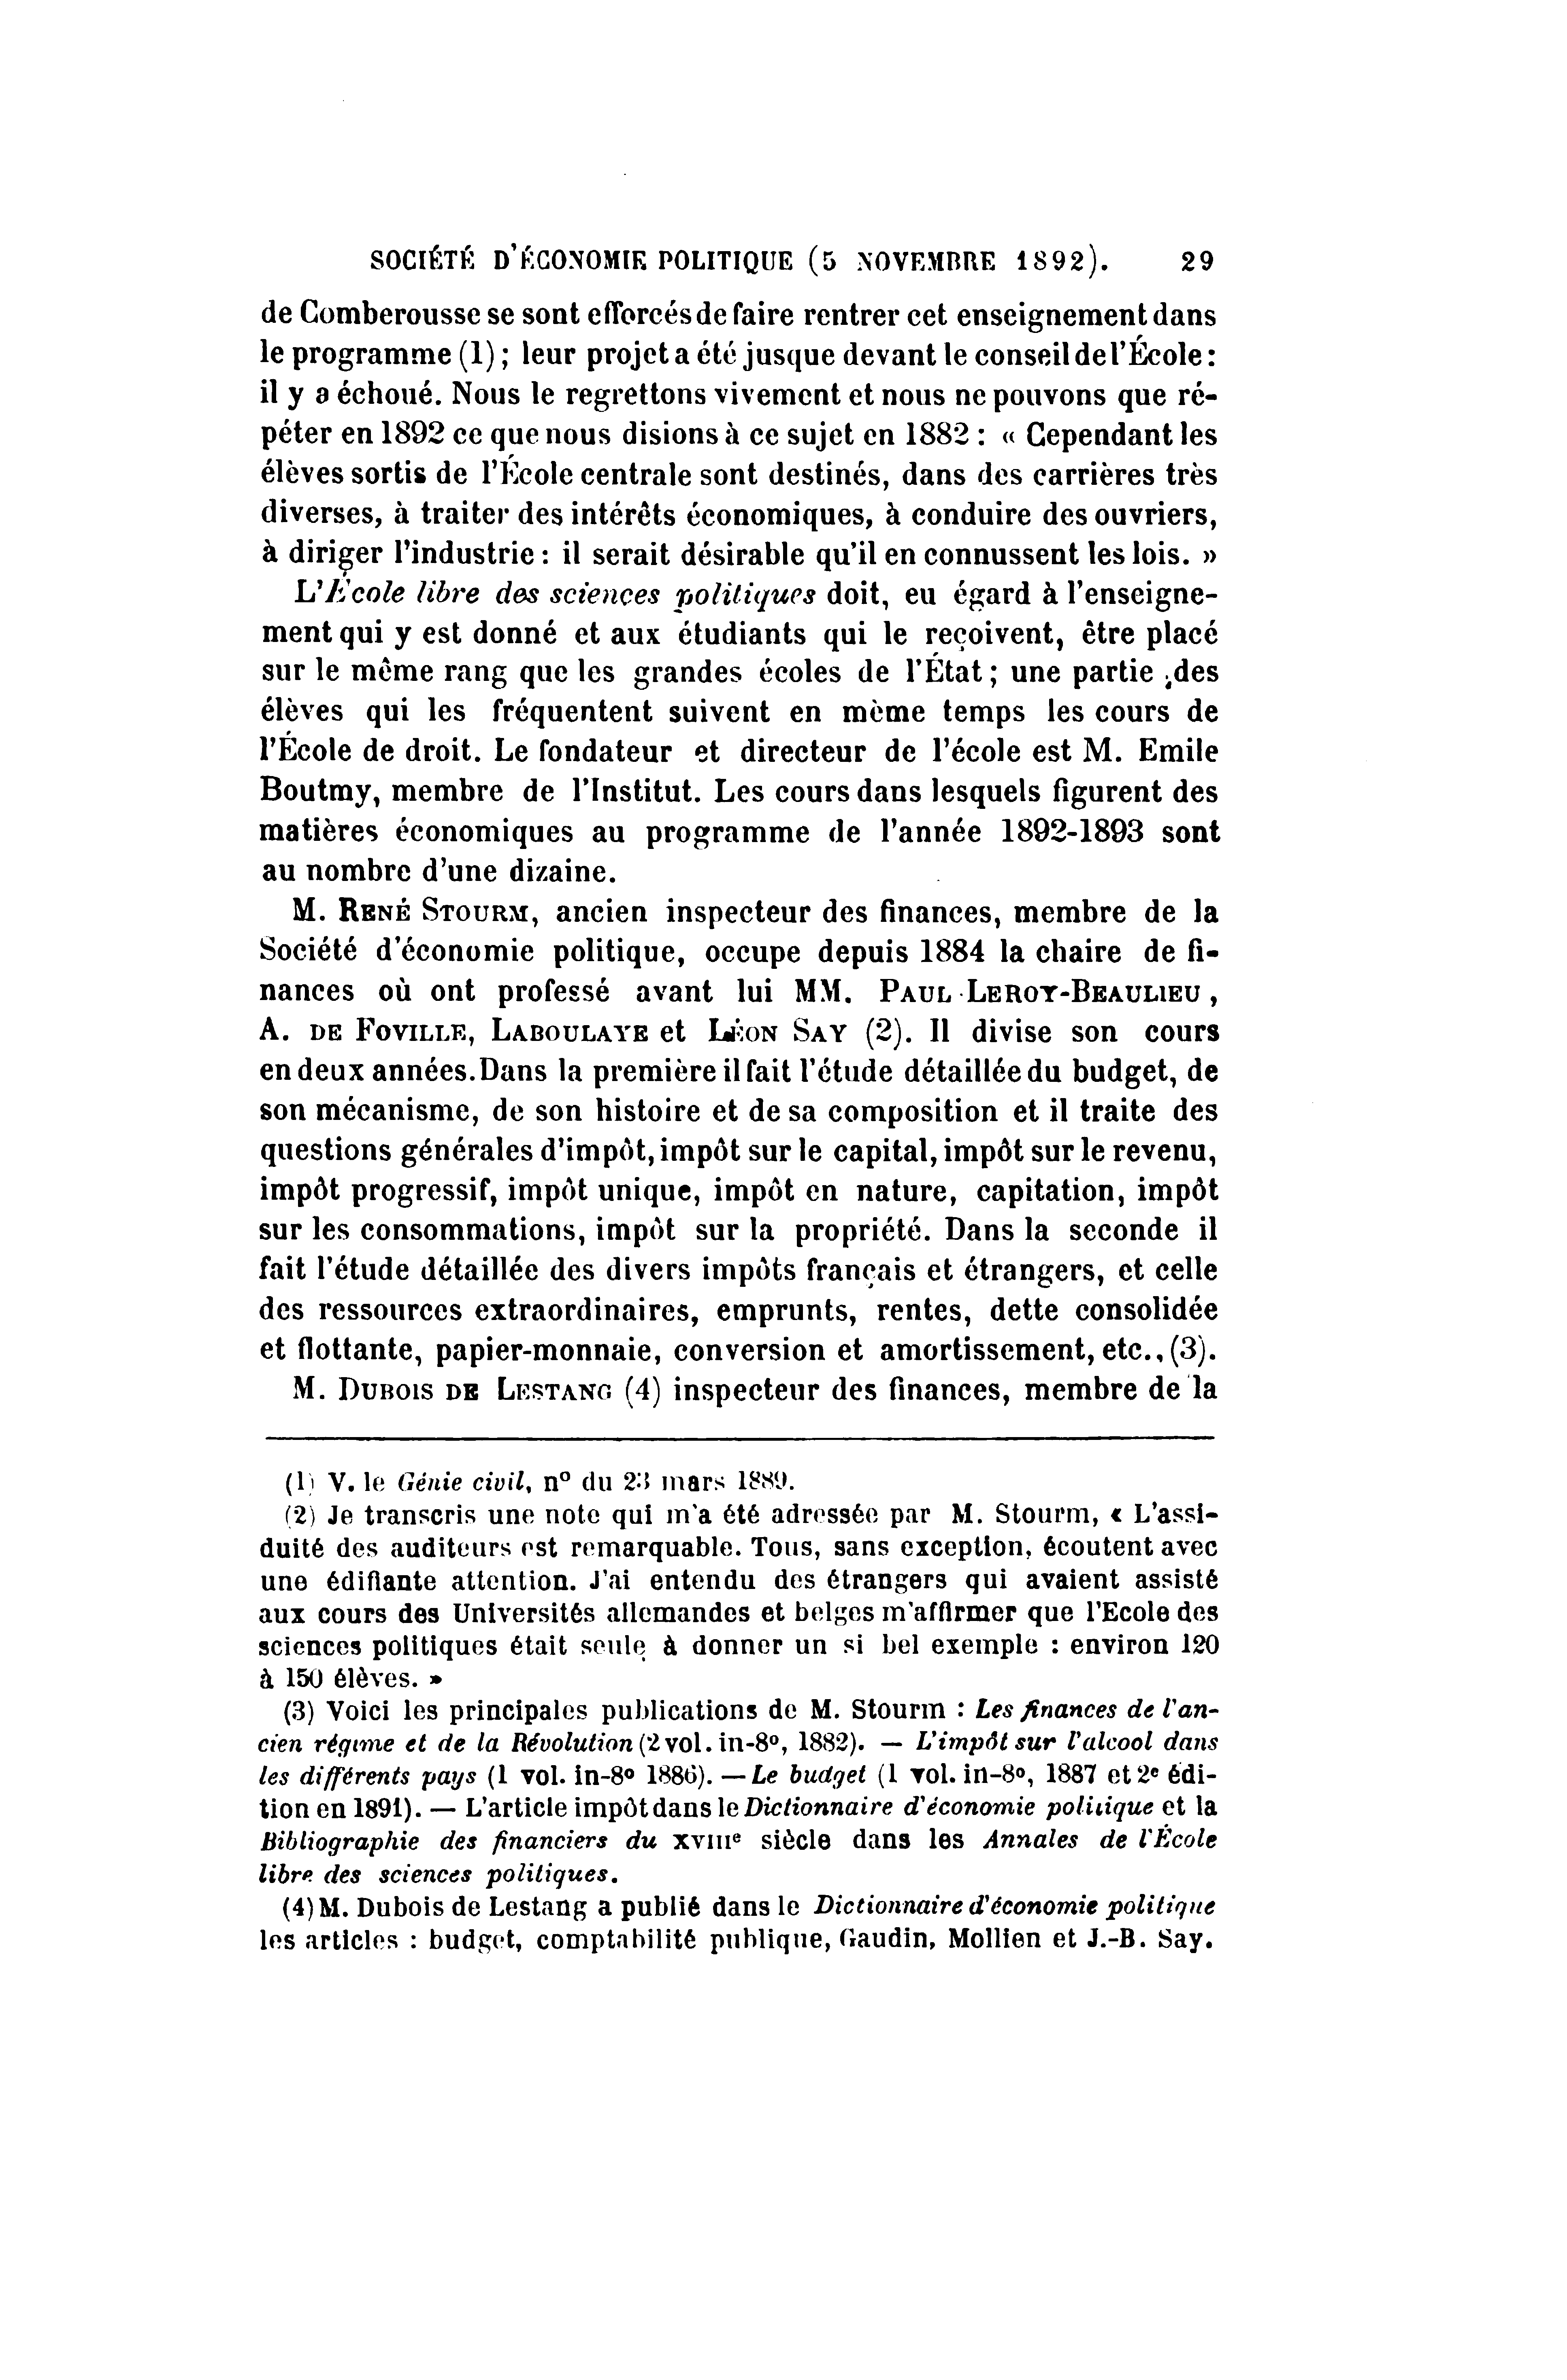 SOCIÉTÉ D'ÉCONOMIE POLITIQUE (5 NOVEMBRE 1892). 29
de Comberousse se sont efforcés de faire rentrer cet enseignement dans
le programme (1) ; leur projet a été jusque devant le conseil de l'École :
il y a échoué. Nous le regrettons vivement et nous ne pouvons que ré-
péter en 1892 ce que nous disions à ce sujet en 1882 : « Cependant les
élèves sortis de l'École centrale sont destinés, dans des carrières très
diverses, à traiter des intérêts économiques, à conduire des ouvriers,
à diriger l'industrie : il serait désirable qu'il en connussent les lois. »
L'École libre des sciences politiques doit, eu égard à l'enseigne-
ment qui y est donné et aux étudiants qui le reçoivent, être placé
sur le même rang que les grandes écoles de l'État ; une partie des
élèves qui les fréquentent suivent en même temps les cours de
l'École de droit. Le fondateur et directeur de l'école est M. Emile
Boutmy, membre de l'Institut. Les cours dans lesquels figurent des
matières économiques au programme de l'année 1892-1893 sont
au nombre d'une dizaine.
M. RENÉ STOURM, ancien inspecteur des finances, membre de la
Société d'économie politique, occupe depuis 1884 la chaire de fi-
nances où ont professé avant lui MM. PAUL LEROY-BEAULIEU,
A. DE FOVILLE, LABOULAYE et LÉON SAY (2). Il divise son cours
en deux années. Dans la première il fait l'étude détaillée du budget, de
son mécanisme, de son histoire et de sa composition et il traite des
questions générales d'impôt, impôt sur le capital, impôt sur le revenu,
impôt progressif, impôt unique, impôt en nature, capitation, impôt
sur les consommations, impôt sur la propriété. Dans la seconde il
fait l'étude détaillée des divers impôts français et étrangers, et celle
des ressources extraordinaires, emprunts, rentes, dette consolidée
et flottante, papier-monnaie, conversion et amortissement, etc., (3).
M. DUBOIS DE LESTANG (4) inspecteur des finances, membre de la
(1) V. le Génie civil, n° du 23 mars 1889.
(2) Je transcris une note qui m'a été adressée par M. Stourm, « L'assi-
duité des auditeurs est remarquable. Tous, sans exception, écoutent avec
une édifiante attention. J'ai entendu des étrangers qui avaient assisté
aux cours des Universités allemandes et belges m'affirmer que l'Ecole des
sciences politiques était seule à donner un si bel exemple : environ 120
à 150 élèves. »
(3) Voici les principales publications de M. Stourm : Les finances de l'an-
cien régime et de la Révolution (2 vol. in-8°, 1882). — L'impôt sur l'alcool dans
les différents pays (1 vol. in-8° 1886). — Le budget (1 vol. in-8°, 1887 et 2e édi-
tion en 1891). — L'article impôt dans le Dictionnaire d'économie politique et la
Bibliographie des financiers du XVIIIe siècle dans les Annales de l'École
libre des sciences politiques.
(4) M. Dubois de Lestang a publié dans le Dictionnaire d'économie politique
les articles : budget, comptabilité publique, Gaudin, Mollien et J.-B. Say.